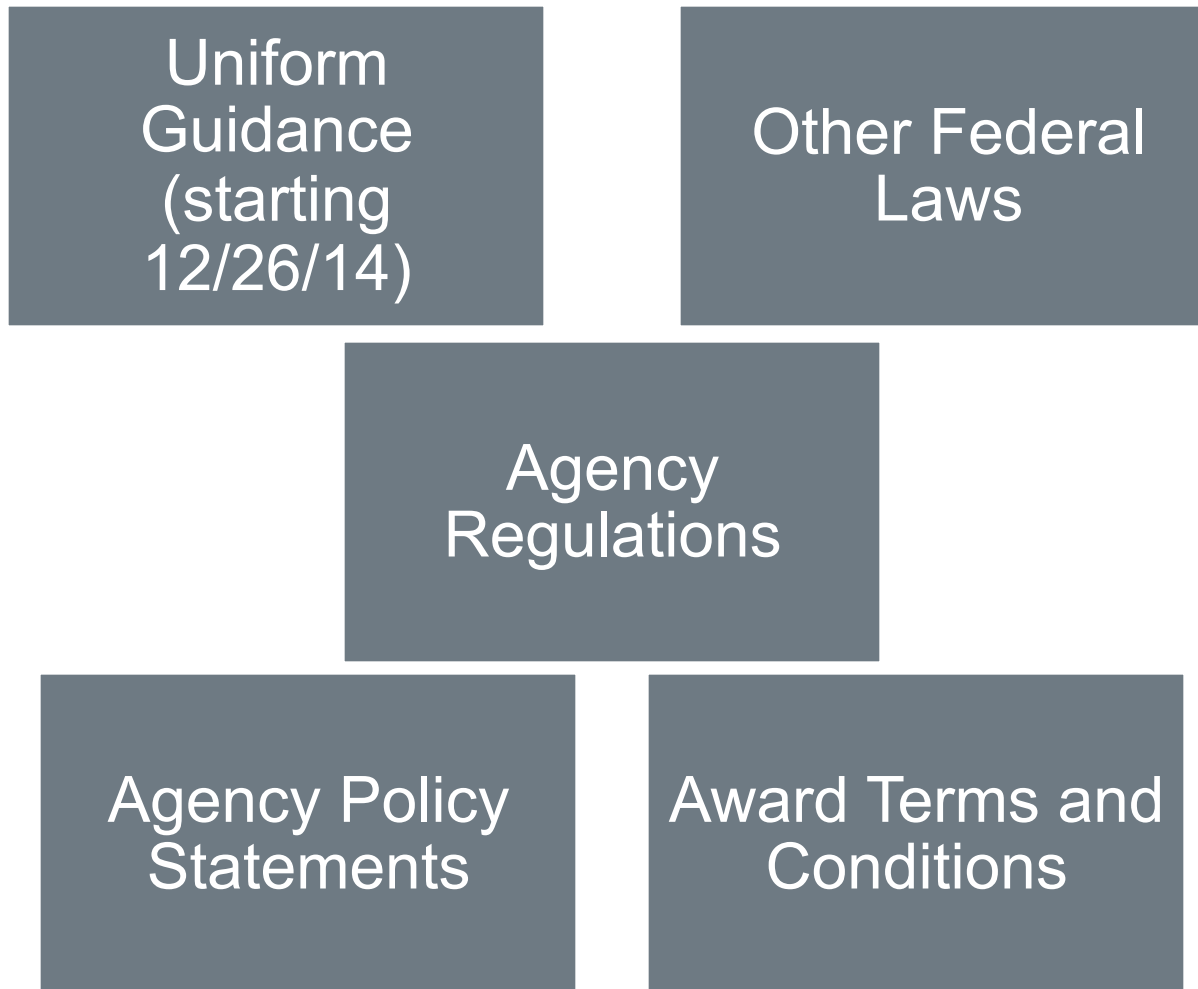 Uniform
Guidance
(starting
12/26/14)
Other Federal
Laws
Agency
Regulations
Agency Policy
Statements
Award Terms and
Conditions